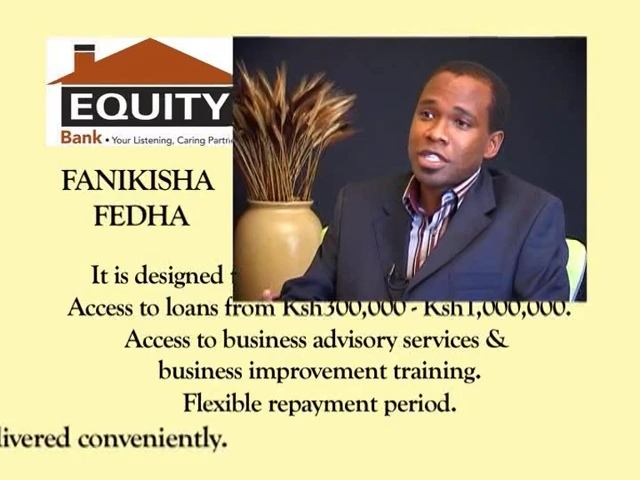 EQUITY
Bank • Your Listening, Caring
FANIKISHA
FEDHA
It is designed
Access to loans from Ksh300,000 - Ksh1,000,000.
Access to business advisory services &
business improvement training.
Flexible repayment period.
livered conveniently.